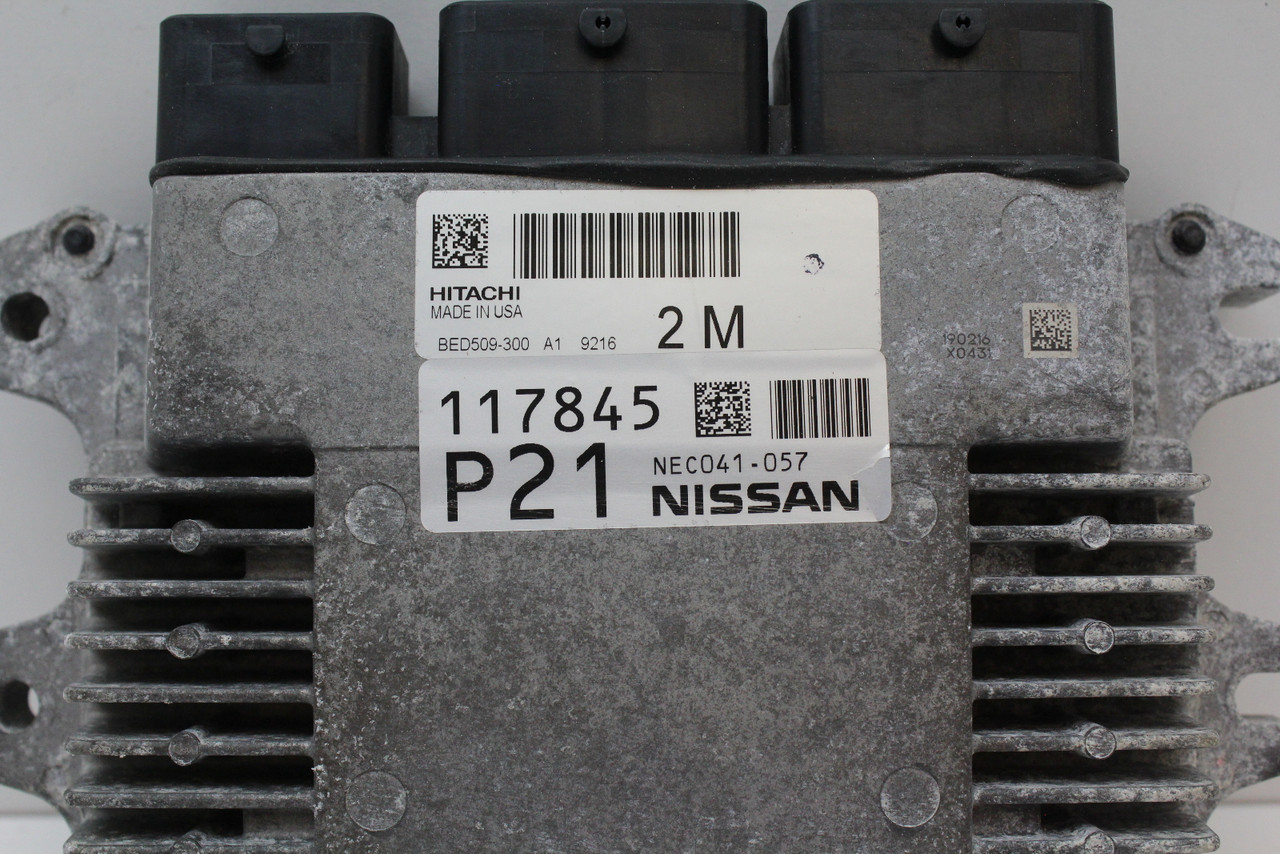 HITACHI
MADE IN USA
BED509-300 A1 9216 2 M
190216
X0431
117845
P21 NEC041-057
NISSAN